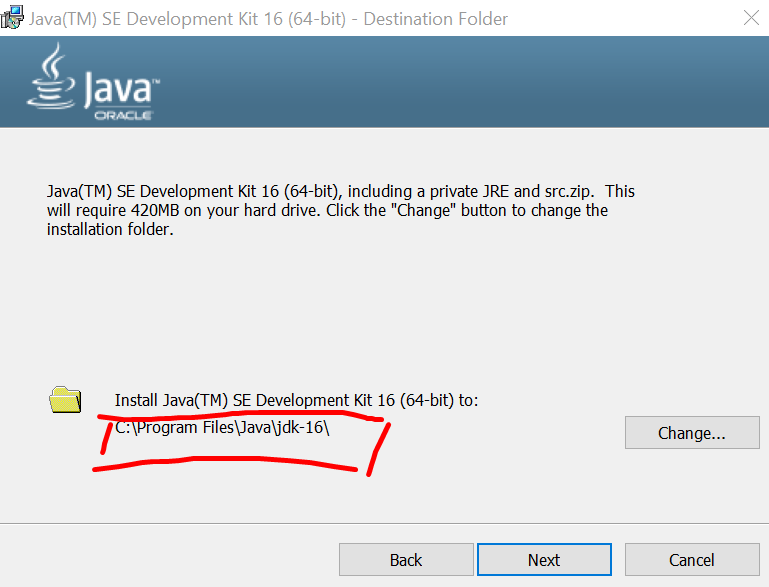 Java(TM) SE Development Kit 16 (64-bit) - Destination Folder
Java™
ORACLE
Java(TM) SE Development Kit 16 (64-bit), including a private JRE and src.zip.  This
will require 420MB on your hard drive. Click the "Change" button to change the
installation folder.
Install Java(TM) SE Development Kit 16 (64-bit) to:
C:\Program Files\Java\jdk-16\
Change...
Back Next Cancel